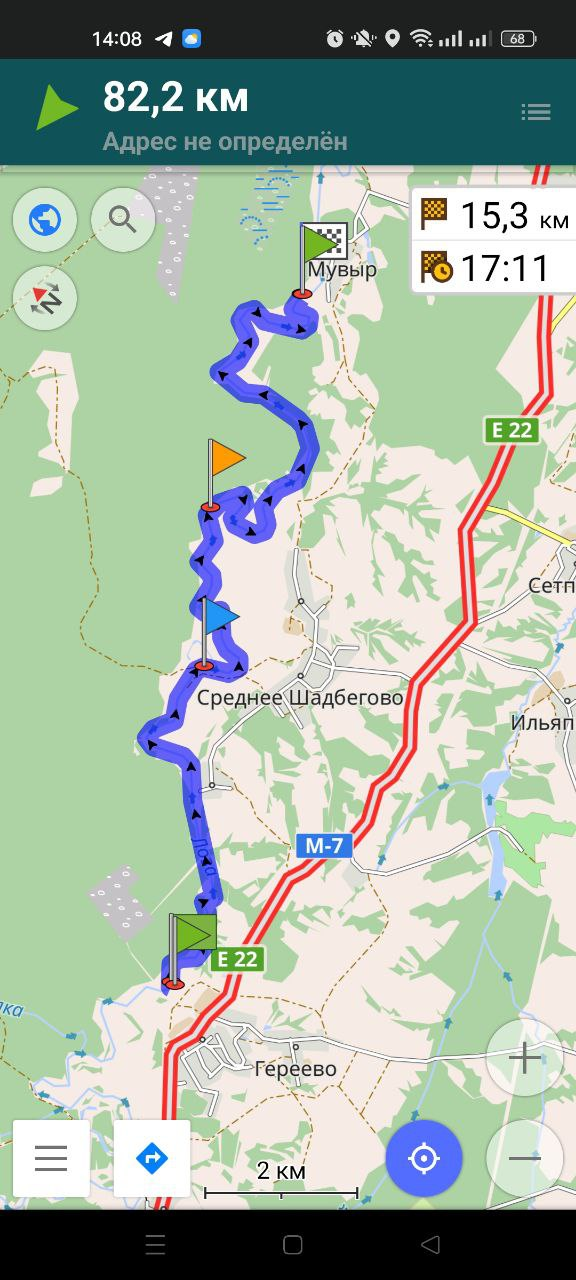 14:08
68
82,2 км
Адрес не определён
15,3 км
17:11
Мувыр
E 22
Сетп
Среднее Шадбегово
Ильяп
М-7
Лоза
E 22
Гереево
2 км